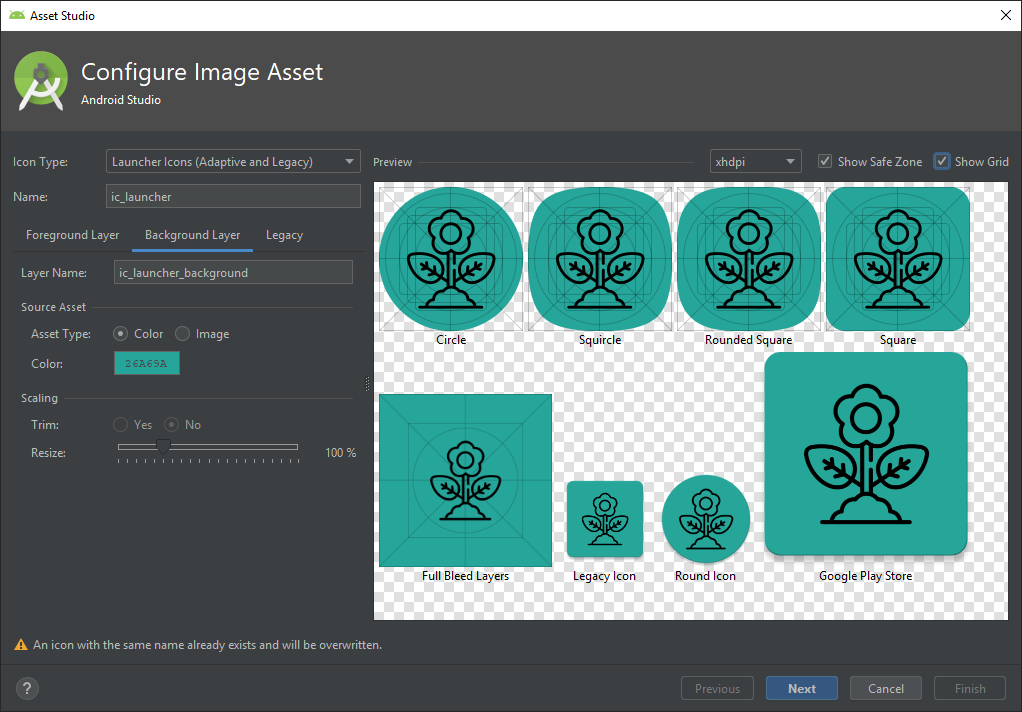 Asset Studio
Configure Image Asset
Android Studio
Icon Type: Launcher Icons (Adaptive and Legacy)
Name: ic_launcher
Foreground Layer Background Layer Legacy
Layer Name: ic_launcher_background
Source Asset
Asset Type: Color Image
Color: 26A69A
Scaling
Trim: Yes No
Resize: 100 %
Preview xhdpi Show Safe Zone Show Grid
Circle Squircle Rounded Square Square
Full Bleed Layers Legacy Icon Round Icon Google Play Store
An icon with the same name already exists and will be overwritten.
? Previous Next Cancel Finish